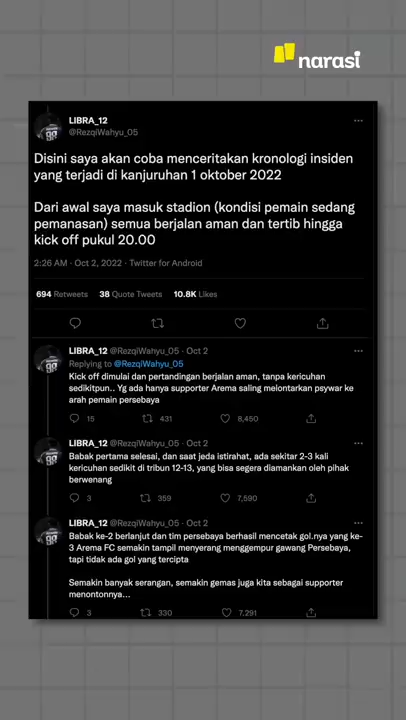 narasi
LIBRA_12
@RezqiWahyu_05
Disini saya akan coba menceritakan kronologi insiden
yang terjadi di kanjuruhan 1 oktober 2022
Dari awal saya masuk stadion (kondisi pemain sedang
pemanasan) semua berjalan aman dan tertib hingga
kick off pukul 20.00
2:26 AM · Oct 2, 2022 · Twitter for Android
694 Retweets 38 Quote Tweets 10.8K Likes
LIBRA_12 @RezqiWahyu_05 · Oct 2
Replying to @RezqiWahyu_05
Kick off dimulai dan pertandingan berjalan aman, tanpa kericuhan
sedikitpun.. Yg ada hanya supporter Arema saling melontarkan psywar ke
arah pemain persebaya
15 431 8,450
LIBRA_12 @RezqiWahyu_05 · Oct 2
Babak pertama selesai, dan saat jeda istirahat, ada sekitar 2-3 kali
kericuhan sedikit di tribun 12-13, yang bisa segera diamankan oleh pihak
berwenang
3 359 7,590
LIBRA_12 @RezqiWahyu_05 · Oct 2
Babak ke-2 berlanjut dan tim persebaya berhasil mencetak gol.nya yang ke-
3 Arema FC semakin tampil menyerang menggempur gawang Persebaya,
tapi tidak ada gol yang tercipta
Semakin banyak serangan, semakin gemas juga kita sebagai supporter
menontonnya...
3 330 7,291